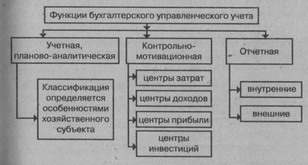 Функции бухгалтерского управленческого учета
Учетная,
планово-аналитическая
Контрольно-
мотивационная
Отчетная
Классификация
определяется
особенностями
хозяйственного
субъекта
центры затрат
центры доходов
центры прибыли
центры
инвестиций
внутренние
внешние